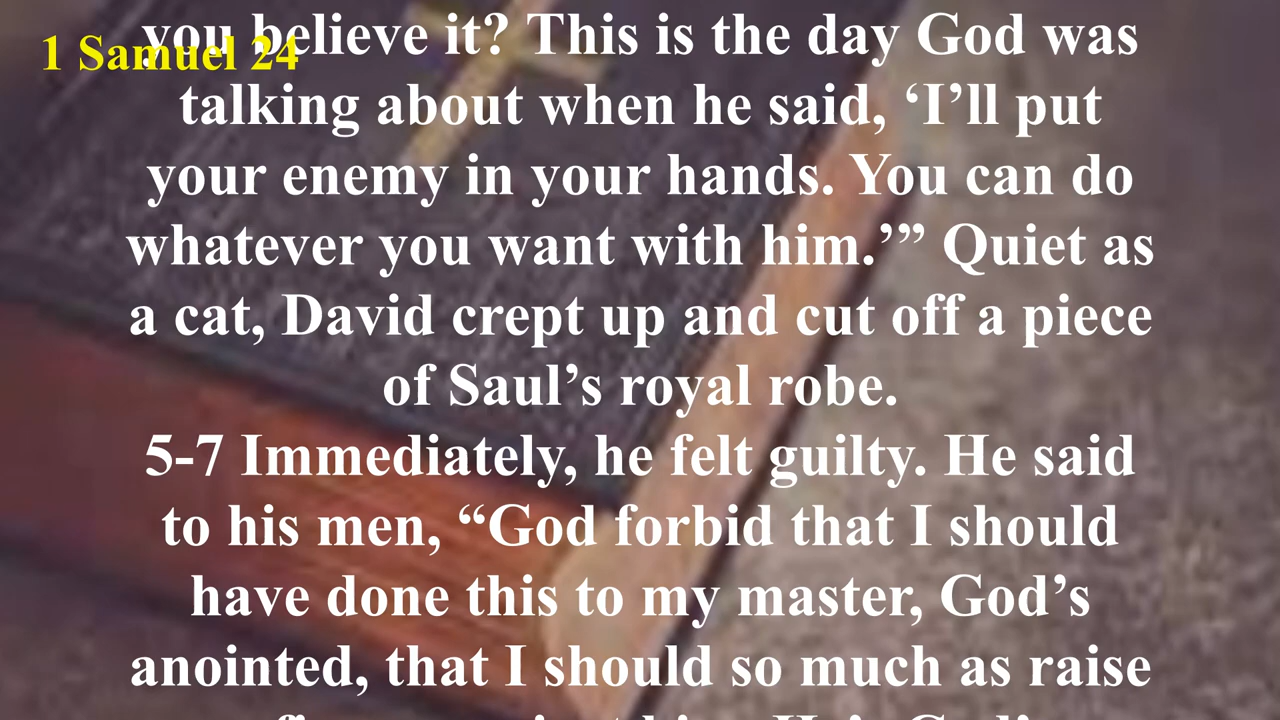 1 Samuel 24
you believe it? This is the day God was
talking about when he said, ‘I’ll put
your enemy in your hands. You can do
whatever you want with him.’” Quiet as
a cat, David crept up and cut off a piece
of Saul’s royal robe.
5-7 Immediately, he felt guilty. He said
to his men, “God forbid that I should
have done this to my master, God’s
anointed, that I should so much as raise